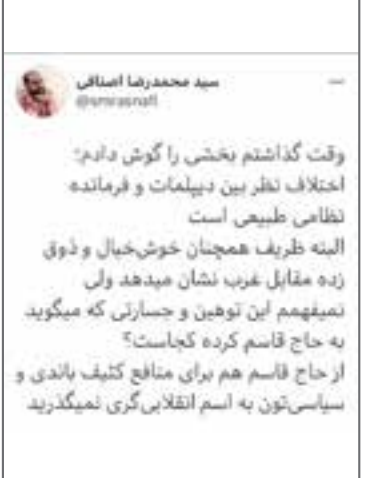 سید محمدرضا اصنافی
@smrasnafi
وقت گذاشتم بخشی را گوش دادم؛
اختلاف نظر بین دیپلمات و فرمانده
نظامی طبیعی است
البته ظریف همچنان خوش‌خیال و ذوق
زده مقابل غرب نشان میدهد ولی
نمیفهمم این توهین و جسارتی که میگوید
به حاج قاسم کرده کجاست؟
از حاج قاسم هم برای منافع کثیف باندی و
سیاسی‌تون به اسم انقلابی‌گری نمیگذرید